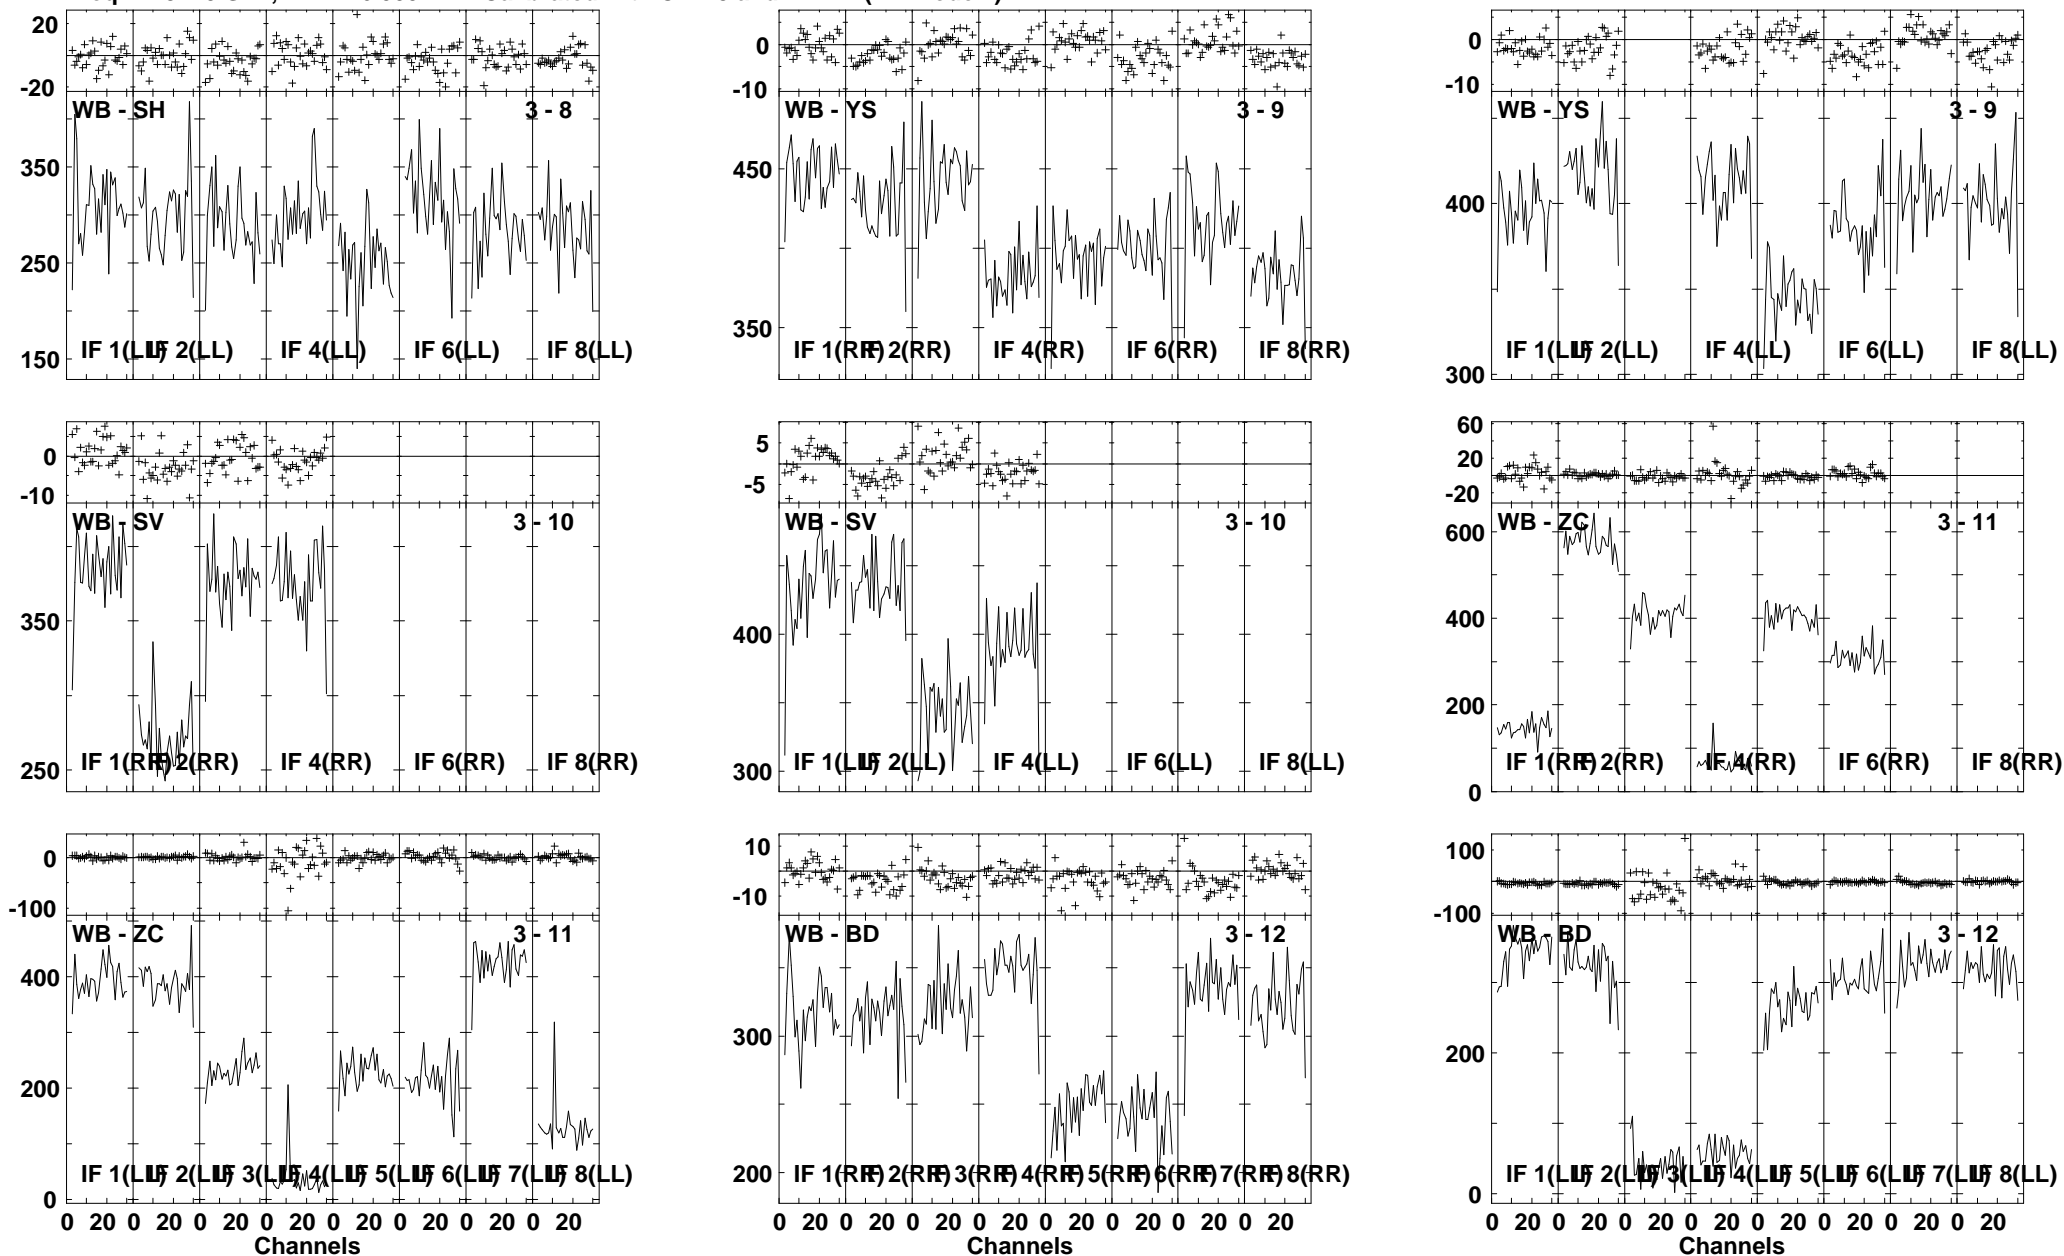 20
0
-20
WB - SH 3 - 8
350
250
150
IF 1(LL) IF 2(LL) IF 4(LL) IF 6(LL) IF 8(LL)
0
-10
WB - YS 3 - 9
450
350
IF 1(RR) IF 2(RR) IF 4(RR) IF 6(RR) IF 8(RR)
0
-10
WB - YS 3 - 9
400
300
IF 1(LL) IF 2(LL) IF 4(LL) IF 6(LL) IF 8(LL)
0
-10
WB - SV 3 - 10
350
250
IF 1(RR) IF 2(RR) IF 4(RR) IF 6(RR) IF 8(RR)
5
-5
WB - SV 3 - 10
400
300
IF 1(LL) IF 2(LL) IF 4(LL) IF 6(LL) IF 8(LL)
60
20
-20
WB - ZC 3 - 11
600
400
200
0
IF 1(RR) IF 2(RR) IF 4(RR) IF 6(RR) IF 8(RR)
0
-100
WB - ZC 3 - 11
400
200
0
IF 1(LL) IF 2(LL) IF 3(LL) IF 4(LL) IF 5(LL) IF 6(LL) IF 7(LL) IF 8(LL)
0 20 0 20 0 20 0 20 0 20 0 20 0 20 0 20
Channels
10
-10
WB - BD 3 - 12
300
200
IF 1(RR) IF 2(RR) IF 3(RR) IF 4(RR) IF 5(RR) IF 6(RR) IF 7(RR) IF 8(RR)
0 20 0 20 0 20 0 20 0 20 0 20 0 20 0 20
Channels
100
-100
WB - BD 3 - 12
200
0
IF 1(LL) IF 2(LL) IF 3(LL) IF 4(LL) IF 5(LL) IF 6(LL) IF 7(LL) IF 8(LL)
0 20 0 20 0 20 0 20 0 20 0 20 0 20 0 20
Channels